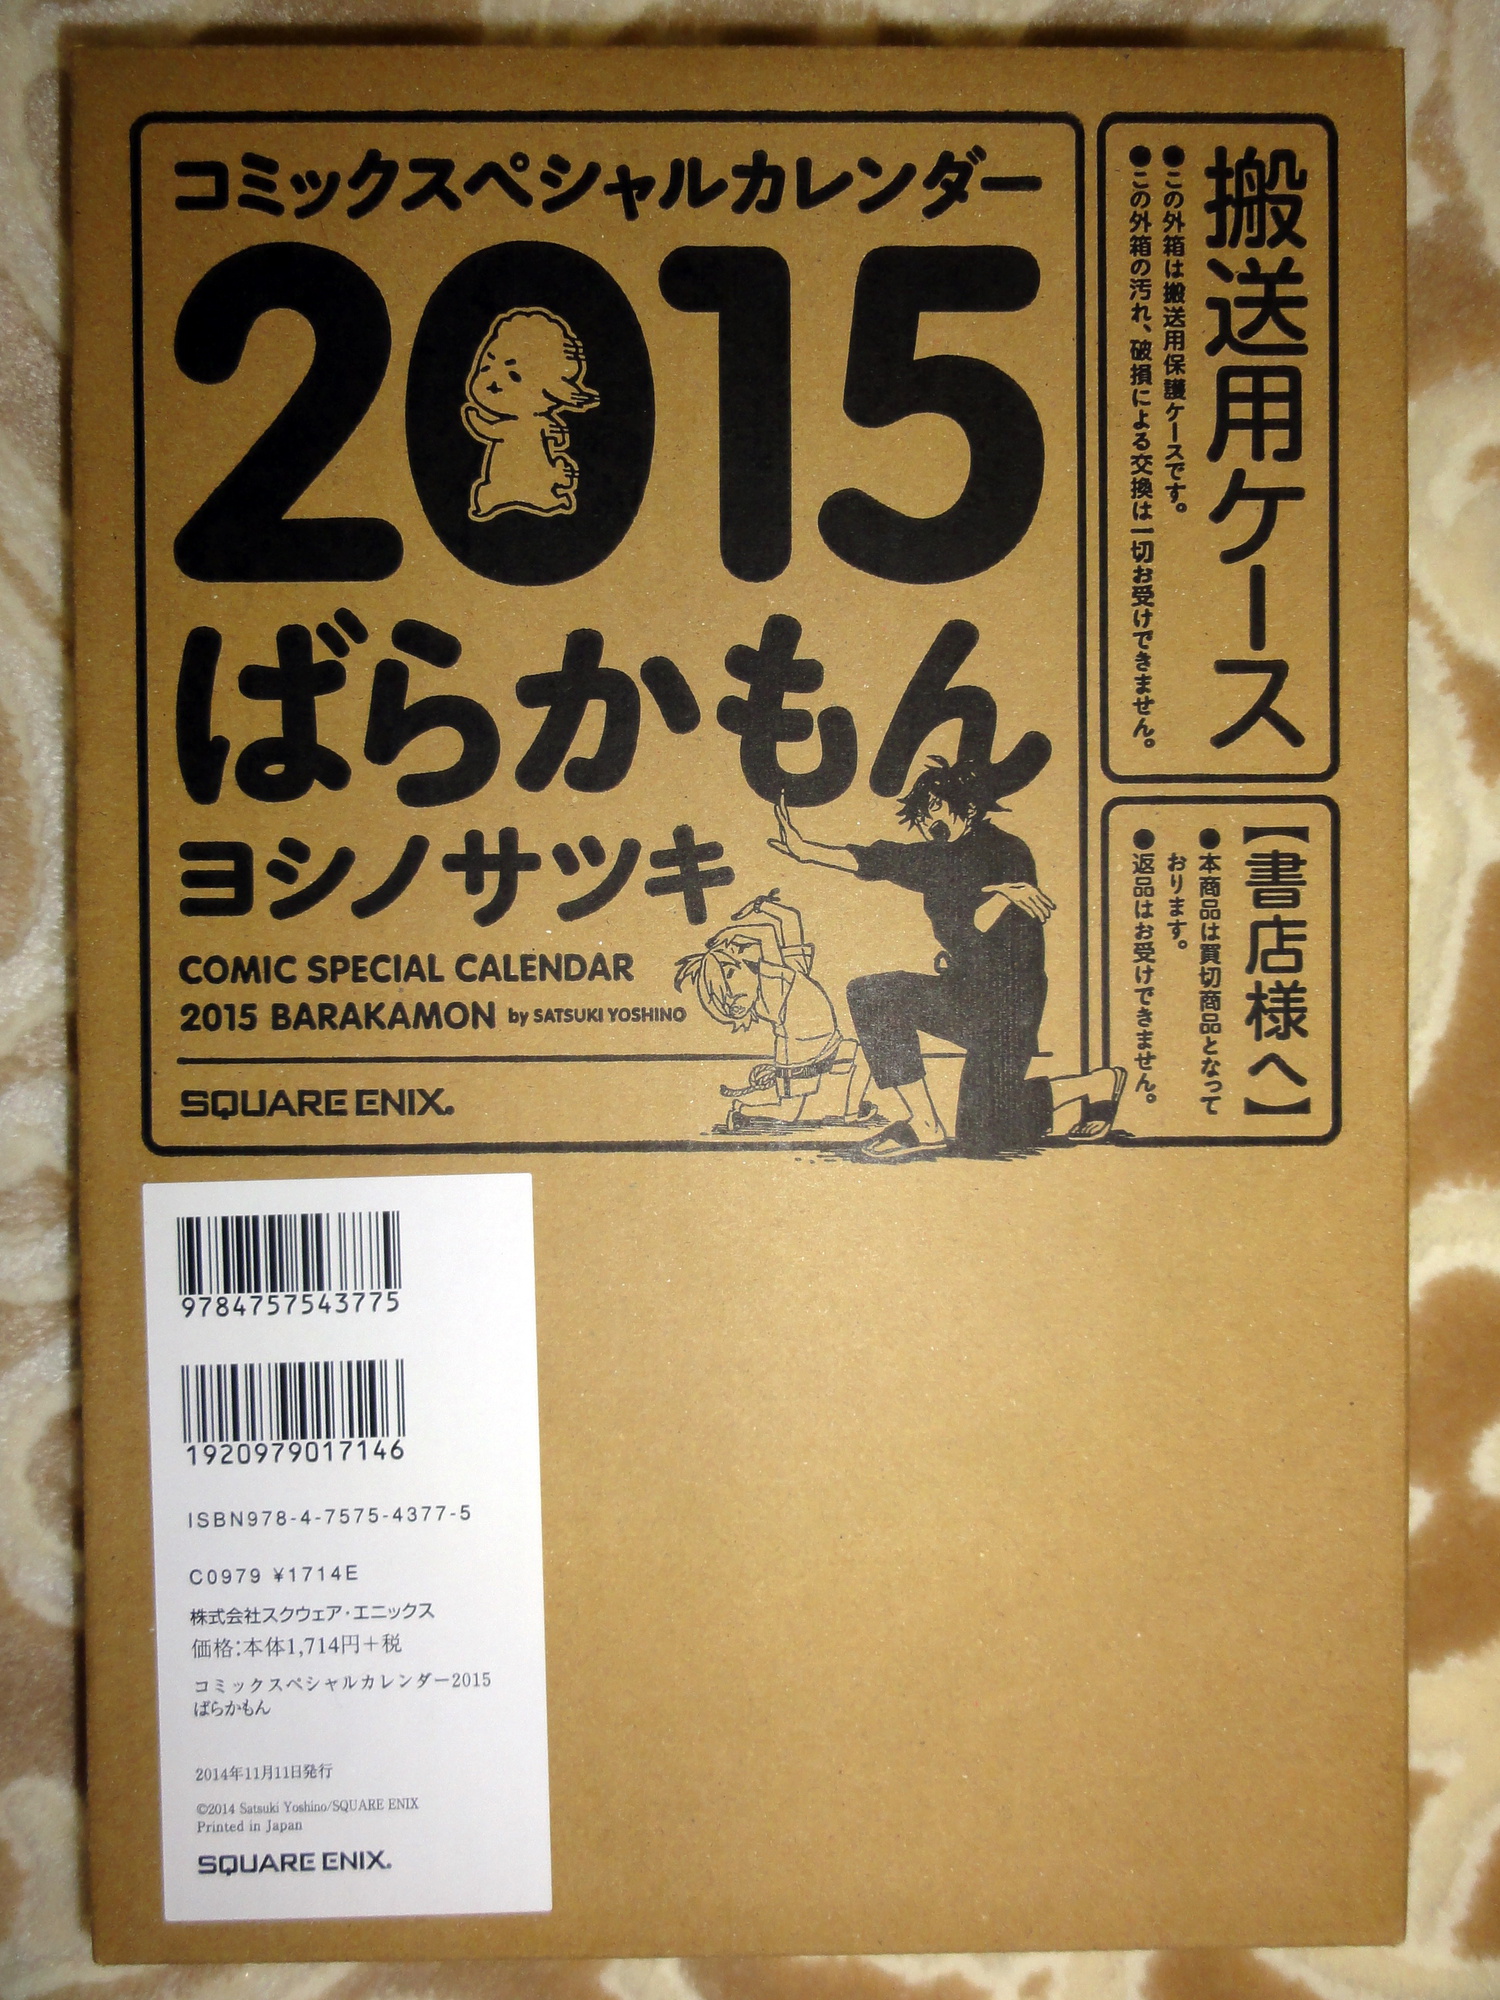 コミックスペシャルカレンダー
2015
ばらかもん
ヨシノサツキ
COMIC SPECIAL CALENDAR
2015 BARAKAMON by SATSUKI YOSHINO
SQUARE ENIX.
搬送用ケース
●この外箱は搬送用保護ケースです。
●この外箱の汚れ、破損による交換は一切お受けできません。
【書店様へ】
●本商品は買切商品となって
おります。
●返品はお受けできません。
9784757543775
1920979017146
ISBN978-4-7575-4377-5
C0979 ¥1714E
株式会社スクウェア・エニックス
価格:本体1,714円+税
コミックスペシャルカレンダー2015
ばらかもん
2014年11月11日発行
©2014 Satsuki Yoshino/SQUARE ENIX
Printed in Japan
SQUARE ENIX.